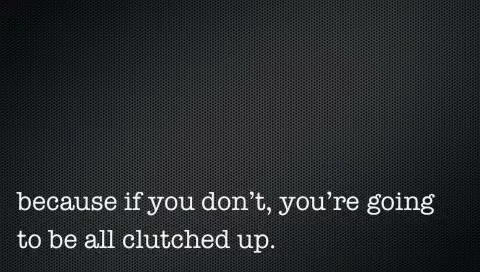 because if you don’t, you’re going
to be all clutched up.